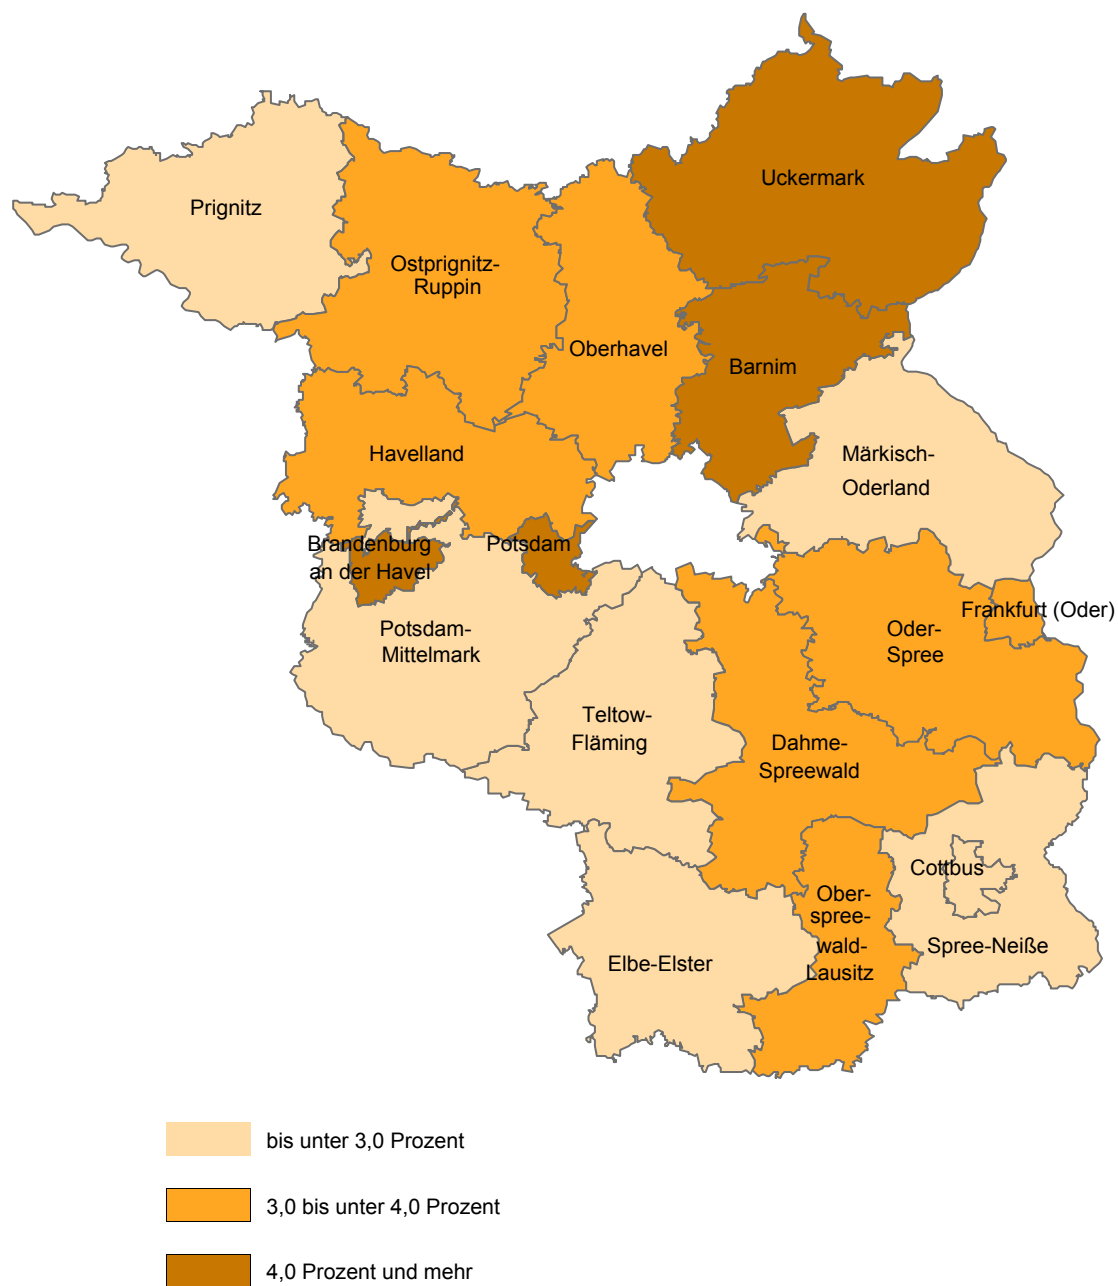 Uckermark
Prignitz
Ostprignitz-
Ruppin
Oberhavel
Barnim
Havelland
Märkisch-
Oderland
Brandenburg
an der Havel
Potsdam
Frankfurt (Oder)
Potsdam-
Mittelmark
Oder-
Spree
Teltow-
Fläming
Dahme-
Spreewald
Cottbus
Ober-
spree-
wald-
Lausitz
Spree-Neiße
Elbe-Elster
bis unter 3,0 Prozent
3,0 bis unter 4,0 Prozent
4,0 Prozent und mehr